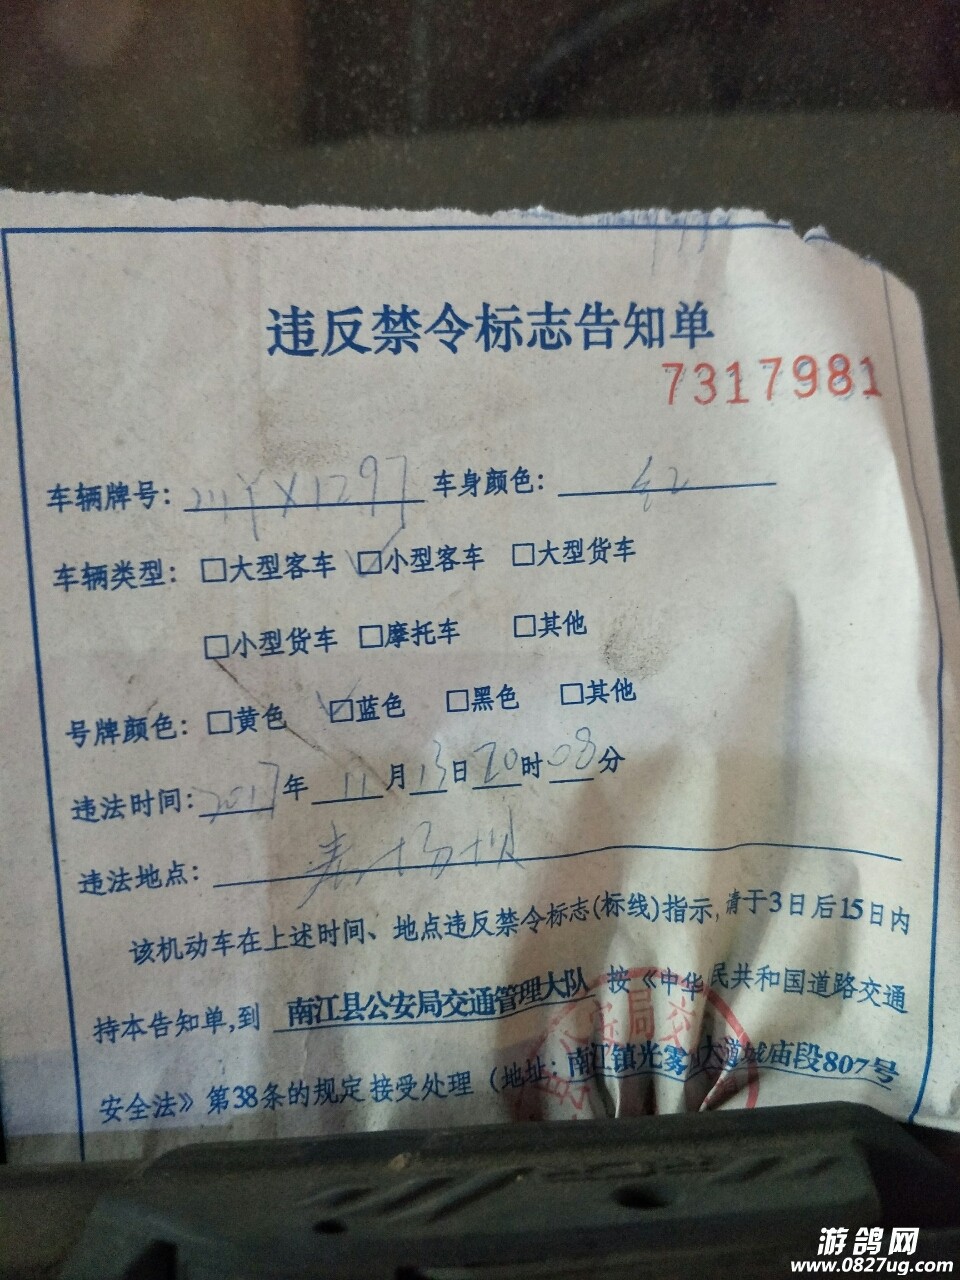 违反禁令标志告知单
7317981
车辆牌号：川YX1297 车身颜色：红
车辆类型：□大型客车 ☑小型客车 □大型货车
□小型货车 □摩托车 □其他
号牌颜色：□黄色 ☑蓝色 □黑色 □其他
违法时间：2017年11月13日20时08分
违法地点：
该机动车在上述时间、地点违反禁令标志(标线)指示，请于3日后15日内
持本告知单，到 南江县公安局交通管理大队 按《中华人民共和国道路交通
安全法》第38条的规定接受处理（地址：南江镇光雾山大道城庙段807号
游鸽网
www.0827ug.com